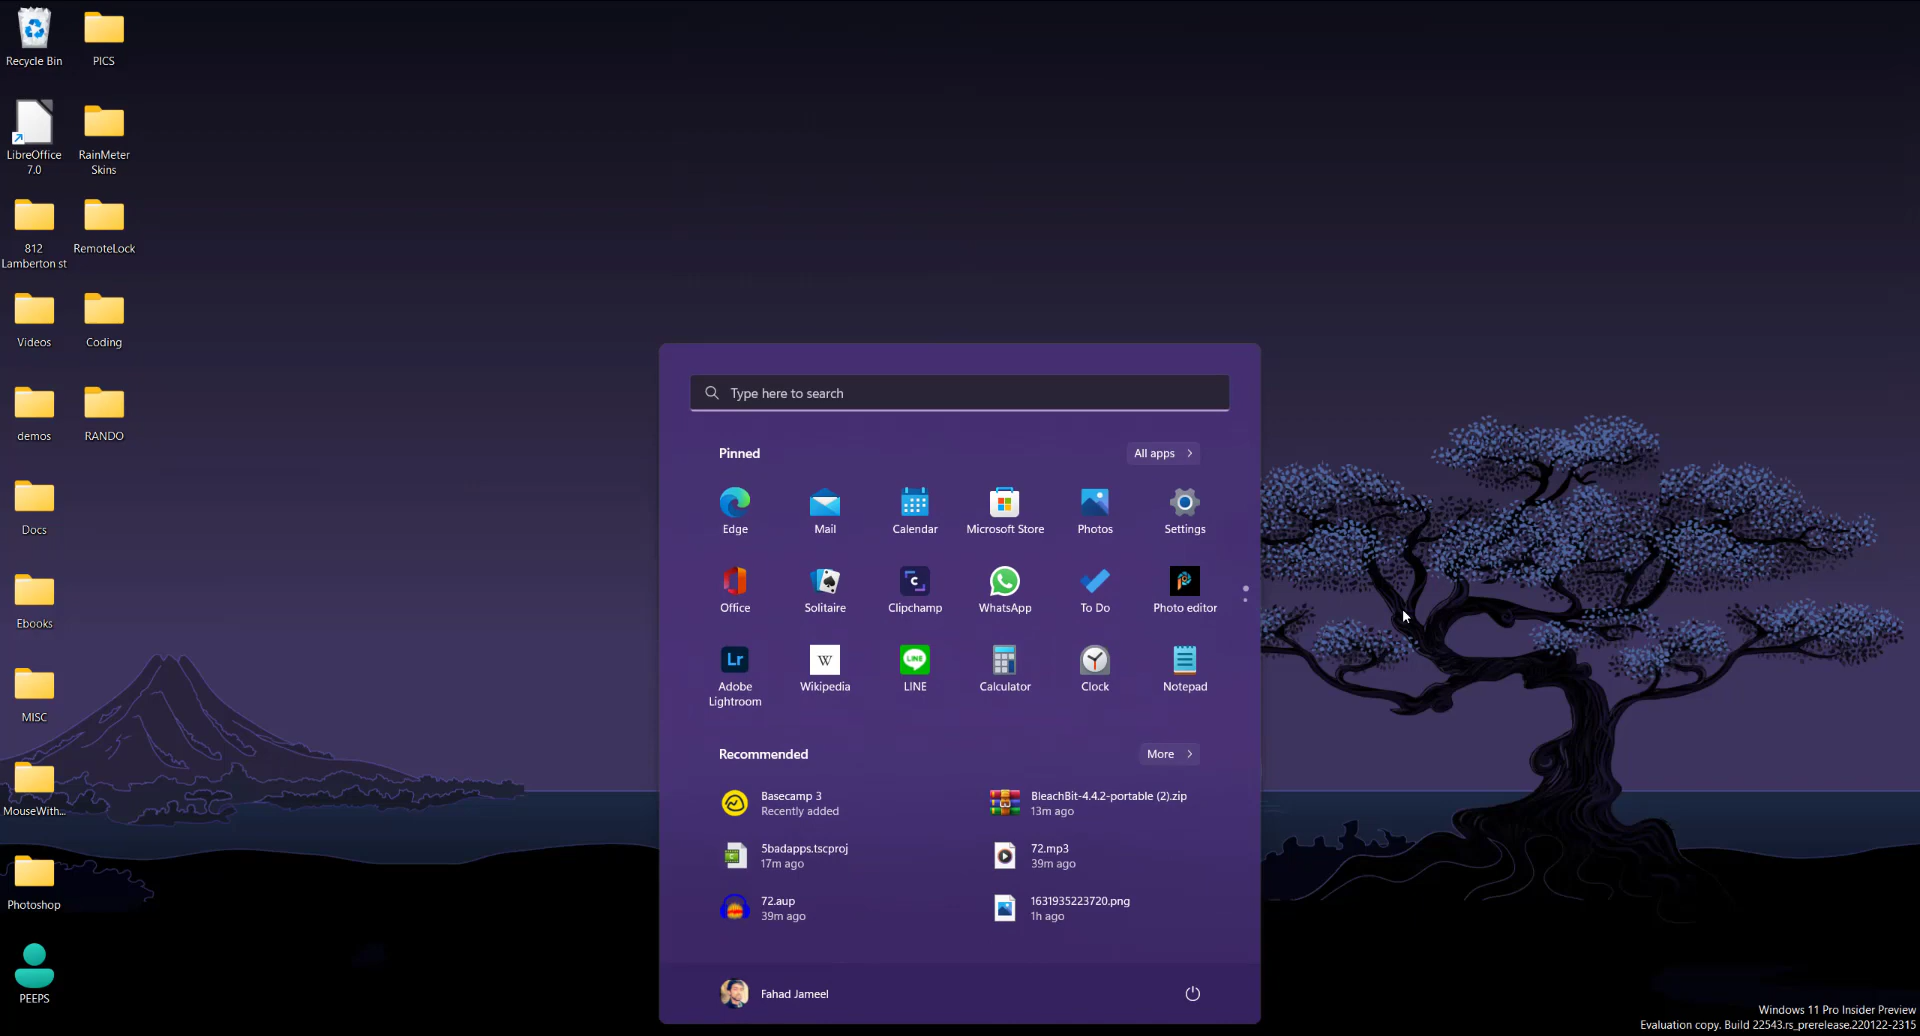 Recycle Bin
PICS
LibreOffice
7.0
RainMeter
Skins
812
Lamberton st
RemoteLock
Videos
Coding
demos
RANDO
Docs
Ebooks
MISC
MouseWith...
Photoshop
PEEPS
Type here to search
Pinned
All apps
Edge
Mail
Calendar
Microsoft Store
Photos
Settings
Office
Solitaire
Clipchamp
WhatsApp
To Do
Photo editor
Adobe
Lightroom
Wikipedia
LINE
Calculator
Clock
Notepad
Recommended
More
Basecamp 3
Recently added
BleachBit-4.4.2-portable (2).zip
13m ago
5badapps.tscproj
17m ago
72.mp3
39m ago
72.aup
39m ago
1631935223720.png
1h ago
Fahad Jameel
Windows 11 Pro Insider Preview
Evaluation copy. Build 22543.rs_prerelease.220122-2315